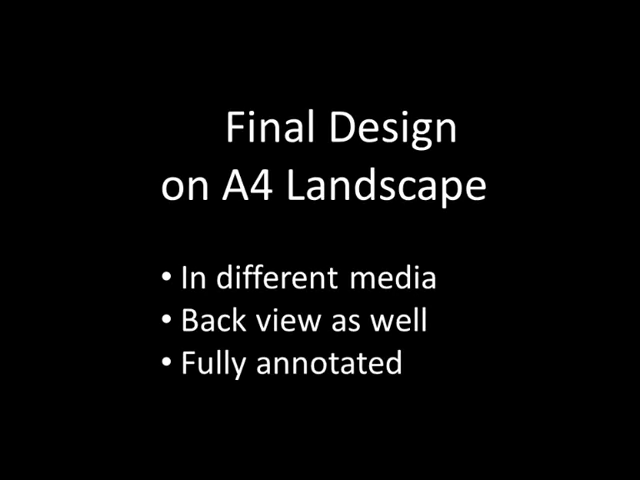 Final Design
on A4 Landscape
• In different media
• Back view as well
• Fully annotated